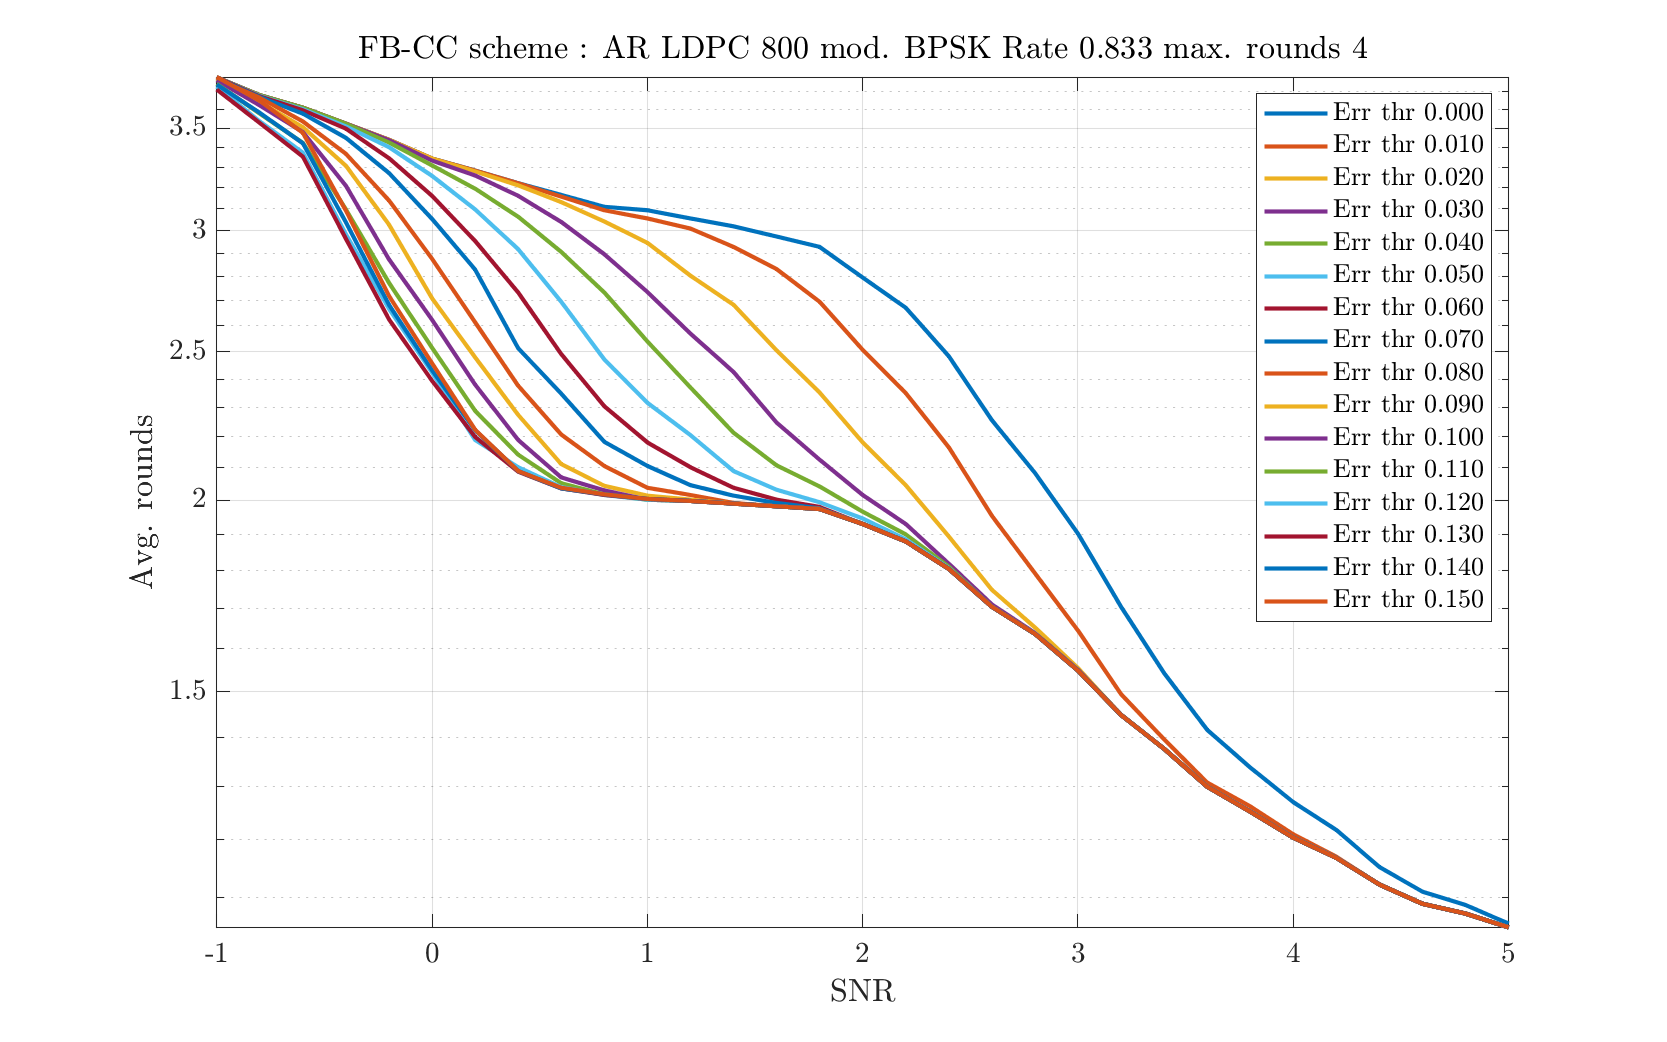 FB-CC scheme : AR LDPC 800 mod. BPSK Rate 0.833 max. rounds 4
Avg. rounds
3.5
3
2.5
2
1.5
Err thr 0.000
Err thr 0.010
Err thr 0.020
Err thr 0.030
Err thr 0.040
Err thr 0.050
Err thr 0.060
Err thr 0.070
Err thr 0.080
Err thr 0.090
Err thr 0.100
Err thr 0.110
Err thr 0.120
Err thr 0.130
Err thr 0.140
Err thr 0.150
-1 0 1 2 3 4 5
SNR